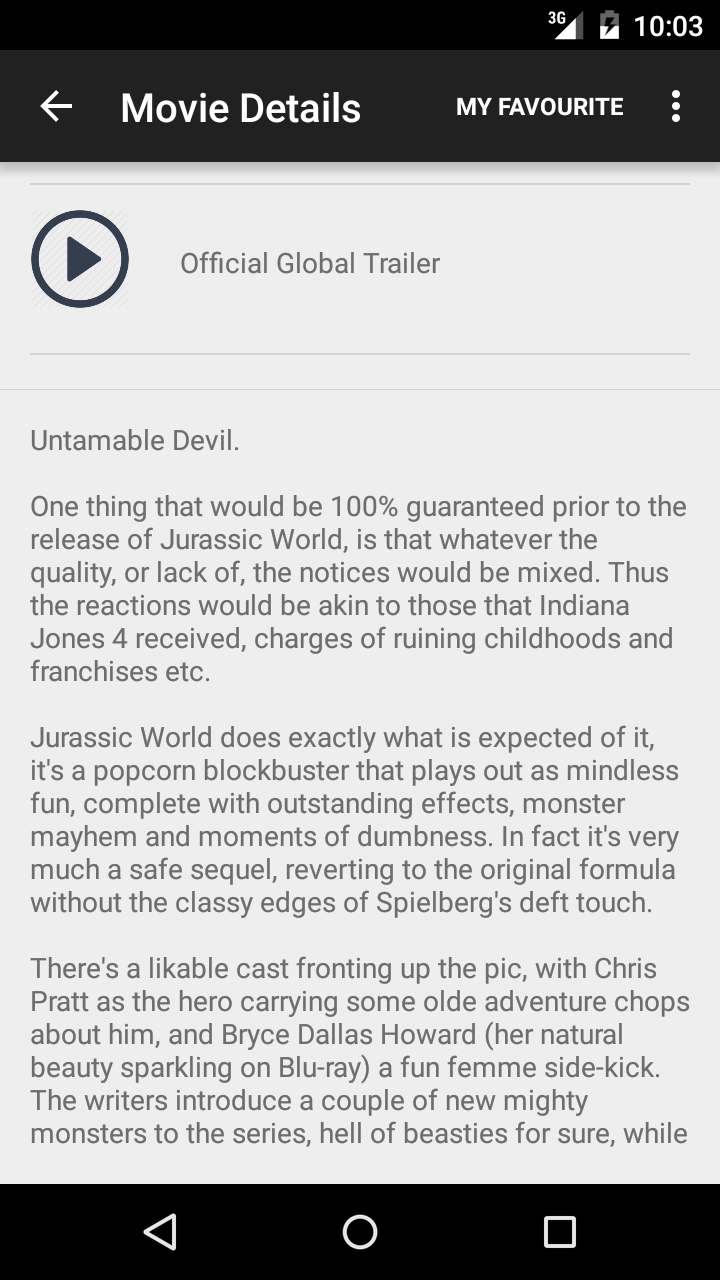 3G 10:03
Movie Details MY FAVOURITE
Official Global Trailer
Untamable Devil.
One thing that would be 100% guaranteed prior to the
release of Jurassic World, is that whatever the
quality, or lack of, the notices would be mixed. Thus
the reactions would be akin to those that Indiana
Jones 4 received, charges of ruining childhoods and
franchises etc.
Jurassic World does exactly what is expected of it,
it's a popcorn blockbuster that plays out as mindless
fun, complete with outstanding effects, monster
mayhem and moments of dumbness. In fact it's very
much a safe sequel, reverting to the original formula
without the classy edges of Spielberg's deft touch.
There's a likable cast fronting up the pic, with Chris
Pratt as the hero carrying some olde adventure chops
about him, and Bryce Dallas Howard (her natural
beauty sparkling on Blu-ray) a fun femme side-kick.
The writers introduce a couple of new mighty
monsters to the series, hell of beasties for sure, while